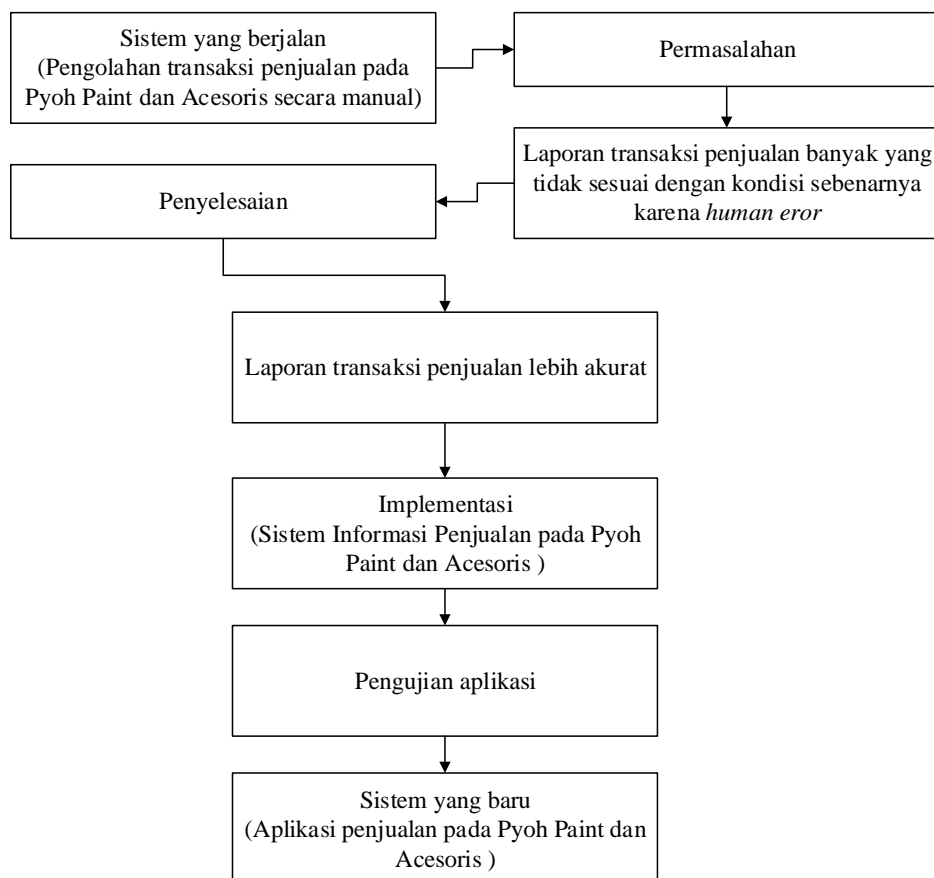 Sistem yang berjalan
(Pengolahan transaksi penjualan pada
Pyoh Paint dan Acesoris secara manual)
Permasalahan
Laporan transaksi penjualan banyak yang
tidak sesuai dengan kondisi sebenarnya
karena human eror
Penyelesaian
Laporan transaksi penjualan lebih akurat
Implementasi
(Sistem Informasi Penjualan pada Pyoh
Paint dan Acesoris )
Pengujian aplikasi
Sistem yang baru
(Aplikasi penjualan pada Pyoh Paint dan
Acesoris )